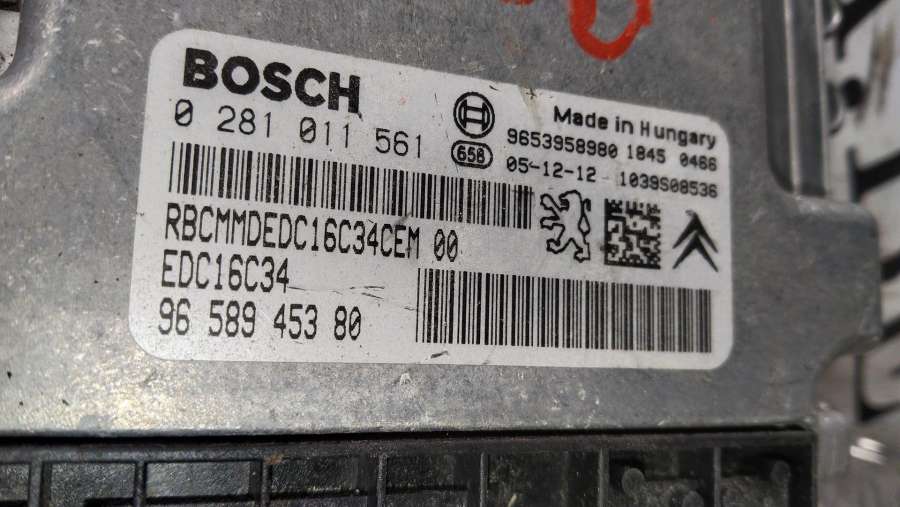 BOSCH
0 281 011 561
658
Made in Hungary
9653958980 1845 0466
05-12-12 1039S08536
RBCMMDEDC16C34CEM 00
EDC16C34
96 589 453 80